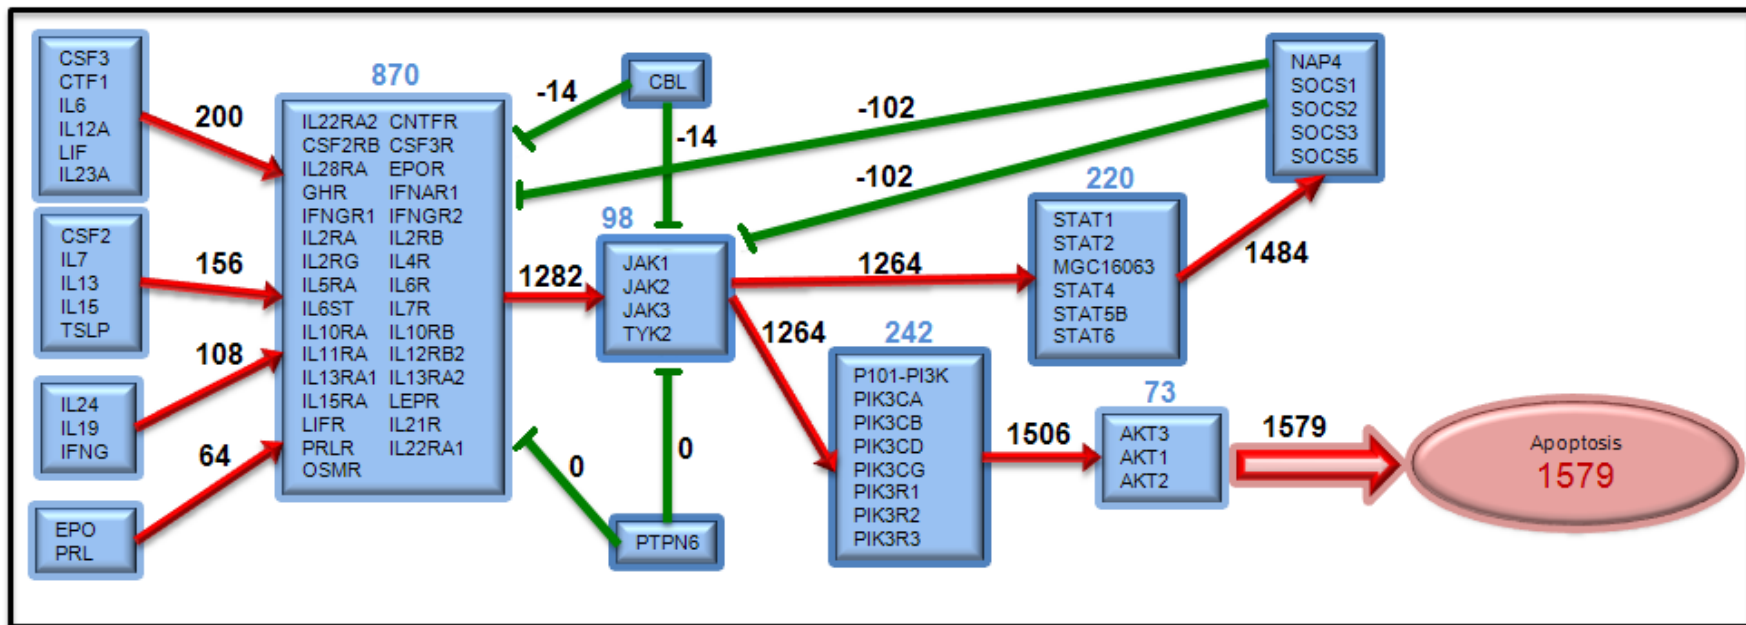 CSF3
CTF1
IL6
IL12A
LIF
IL23A
200
CSF2
IL7
IL13
IL15
TSLP
156
IL24
IL19
IFNG
108
EPO
PRL
64
870
IL22RA2 CNTFR
CSF2RB CSF3R
IL28RA EPOR
GHR IFNAR1
IFNGR1 IFNGR2
IL2RA IL2RB
IL2RG IL4R
IL5RA IL6R
IL6ST IL7R
IL10RA IL10RB
IL11RA IL12RB2
IL13RA1 IL13RA2
IL15RA LEPR
LIFR IL21R
PRLR IL22RA1
OSMR
-14
CBL
-14
-102
-102
1282
98
JAK1
JAK2
JAK3
TYK2
0
0
PTPN6
1264
1264
220
STAT1
STAT2
MGC16063
STAT4
STAT5B
STAT6
1484
NAP4
SOCS1
SOCS2
SOCS3
SOCS5
242
P101-PI3K
PIK3CA
PIK3CB
PIK3CD
PIK3CG
PIK3R1
PIK3R2
PIK3R3
1506
73
AKT3
AKT1
AKT2
1579
Apoptosis
1579